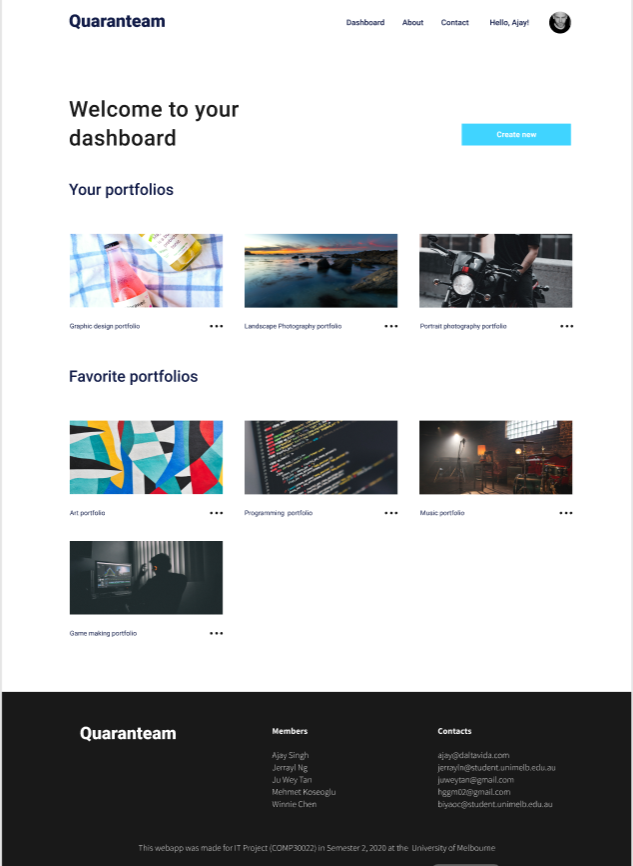 Quaranteam
Dashboard About Contact Hello, Ajay!
Welcome to your
dashboard
Create new
Your portfolios
Graphic design portfolio
Landscape Photography portfolio
Portrait photography portfolio
Favorite portfolios
Art portfolio
Programming portfolio
Music portfolio
Game making portfolio
Quaranteam
Members
Ajay Singh
Jerrayl Ng
Ju Wey Tan
Mehmet Koseoglu
Winnie Chen
Contacts
ajay@daltavida.com
jerrayln@student.unimelb.edu.au
juweytan@gmail.com
hggm02@gmail.com
biyaoc@student.unimelb.edu.au
This webapp was made for IT Project (COMP30022) in Semester 2, 2020 at the University of Melbourne